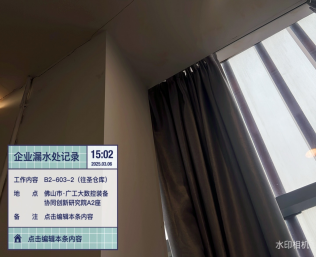 企业漏水处记录
15:02
2025.03.06
工作内容 B2-603-2（往圣仓库）
地 点 佛山市·广工大数控装备
协同创新研究院A2座
备 注 点击编辑本条内容
点击编辑本条内容
水印相机